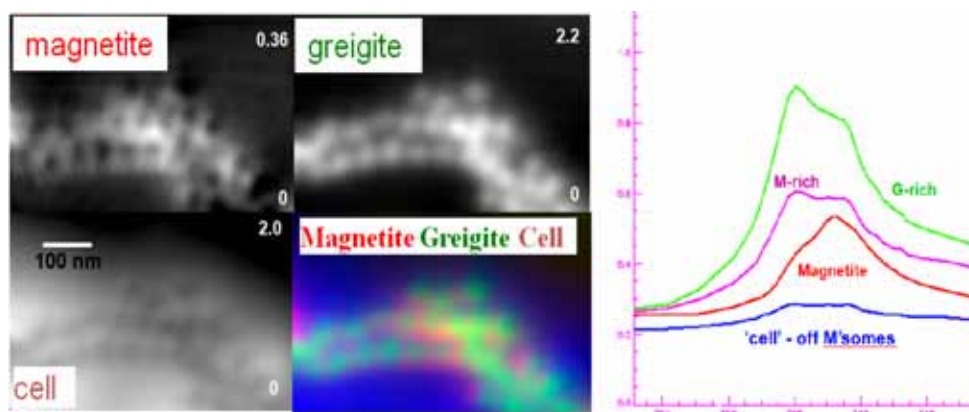 magnetite
0.36
0
greigite
2.2
0
2.0
100 nm
cell
0
Magnetite Greigite Cell
G-rich
M-rich
Magnetite
'cell' - off M'somes